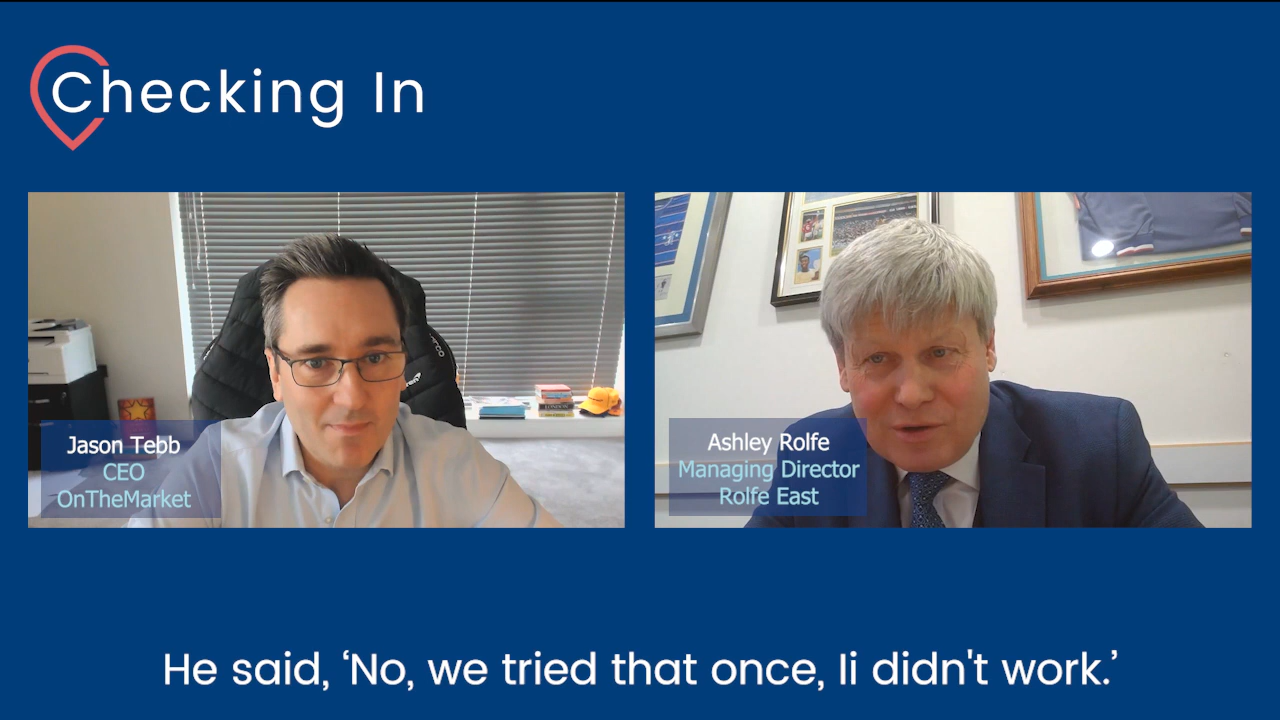 Checking In
Jason Tebb
CEO
OnTheMarket
Ashley Rolfe
Managing Director
Rolfe East
He said, ‘No, we tried that once, Ii didn't work.’